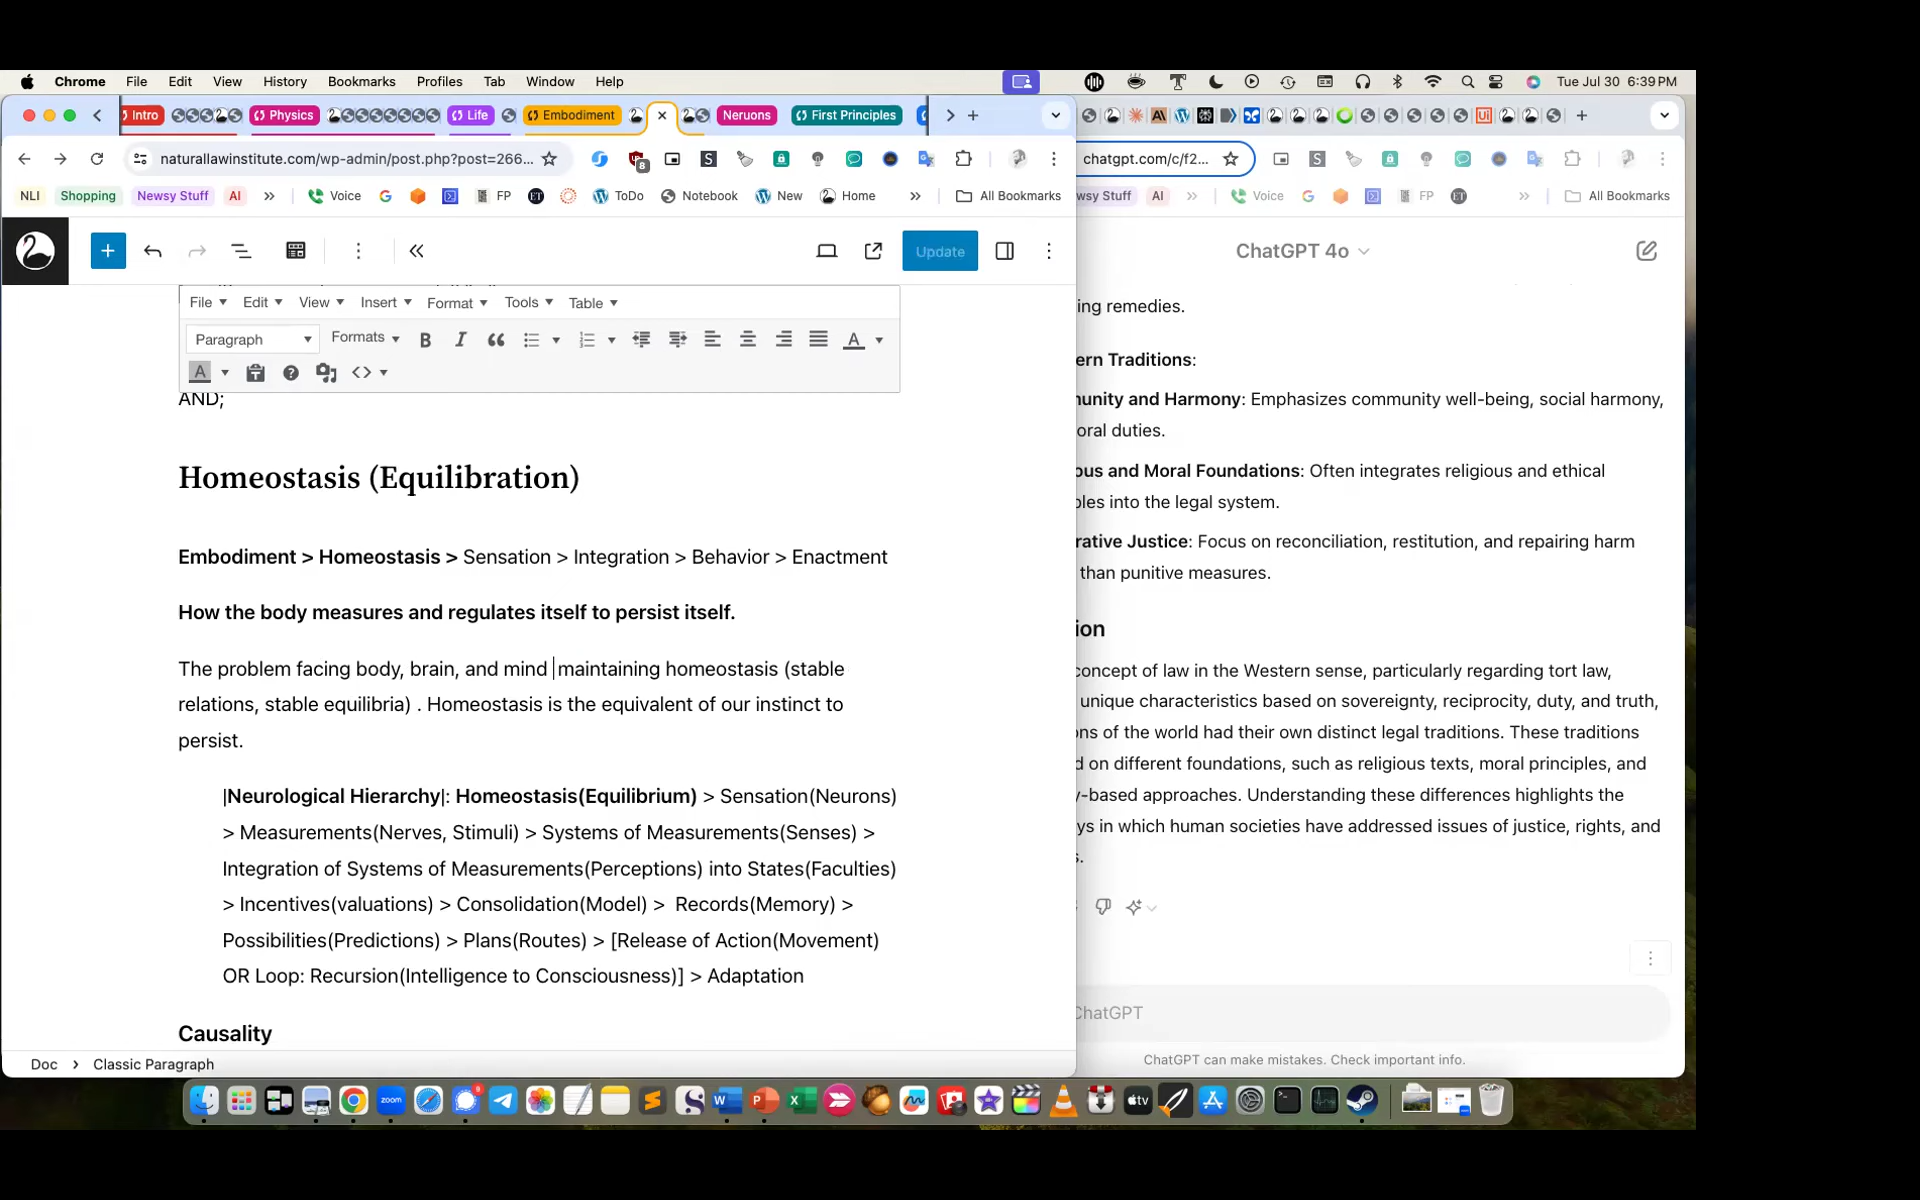 Chrome File Edit View History Bookmarks Profiles Tab Window Help Tue Jul 30 6:39 PM
Intro Physics Life Embodiment Neruons First Principles
naturallawinstitute.com/wp-admin/post.php?post=266...
8
NLI Shopping Newsy Stuff AI » Voice FP ToDo Notebook New Home » All Bookmarks
Update
File Edit View Insert Format Tools Table
Paragraph Formats B I
AND;
Homeostasis (Equilibration)
Embodiment > Homeostasis > Sensation > Integration > Behavior > Enactment
How the body measures and regulates itself to persist itself.
The problem facing body, brain, and mind maintaining homeostasis (stable
relations, stable equilibria) . Homeostasis is the equivalent of our instinct to
persist.
|Neurological Hierarchy|: Homeostasis(Equilibrium) > Sensation(Neurons)
> Measurements(Nerves, Stimuli) > Systems of Measurements(Senses) >
Integration of Systems of Measurements(Perceptions) into States(Faculties)
> Incentives(valuations) > Consolidation(Model) > Records(Memory) >
Possibilities(Predictions) > Plans(Routes) > [Release of Action(Movement)
OR Loop: Recursion(Intelligence to Consciousness)] > Adaptation
Causality
Doc > Classic Paragraph
chatgpt.com/c/f2...
wsy Stuff AI » Voice FP » All Bookmarks
ChatGPT 4o
ing remedies.
ern Traditions:
unity and Harmony: Emphasizes community well-being, social harmony,
oral duties.
ous and Moral Foundations: Often integrates religious and ethical
les into the legal system.
rative Justice: Focus on reconciliation, restitution, and repairing harm
than punitive measures.
ion
concept of law in the Western sense, particularly regarding tort law,
unique characteristics based on sovereignty, reciprocity, duty, and truth,
ons of the world had their own distinct legal traditions. These traditions
d on different foundations, such as religious texts, moral principles, and
y-based approaches. Understanding these differences highlights the
ys in which human societies have addressed issues of justice, rights, and
s.
ChatGPT
ChatGPT can make mistakes. Check important info.
zoom tv